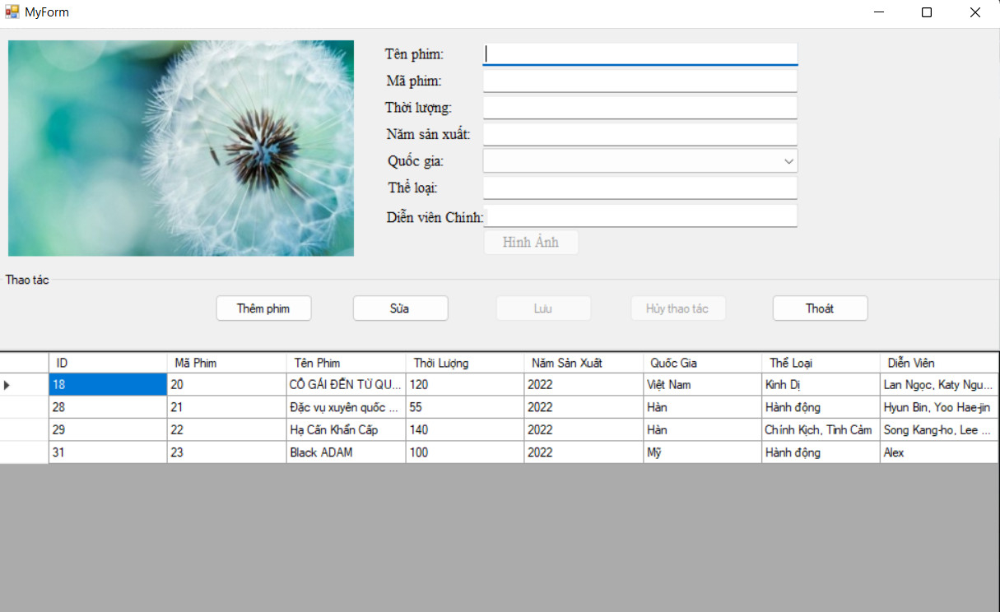 MyForm
Tên phim:
Mã phim:
Thời lượng:
Năm sản xuất:
Quốc gia:
Thể loại:
Diễn viên Chinh:
Hinh Ảnh
Thao tác
Thêm phim Sửa Lưu Hủy thao tác Thoát
ID Mã Phim Tên Phim Thời Lượng Năm Sản Xuất Quốc Gia Thể Loại Diễn Viên
18 20 CÔ GÁI ĐẾN TỪ QU... 120 2022 Việt Nam Kinh Dị Lan Ngọc, Katy Ngu...
28 21 Đặc vụ xuyên quốc ... 55 2022 Hàn Hành động Hyun Bin, Yoo Hae-jin
29 22 Hạ Cánh Khẩn Cấp 140 2022 Hàn Chính Kịch, Tình Cảm Song Kang-ho, Lee ...
31 23 Black ADAM 100 2022 Mỹ Hành động Alex